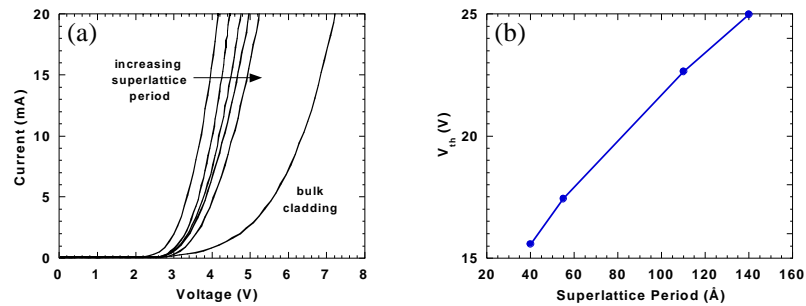 (a)
20
15
10
5
0
0 1 2 3 4 5 6 7 8
Current (mA)
Voltage (V)
increasing
superlattice
period
bulk
cladding
(b)
25
20
15
20 40 60 80 100 120 140 160
V_th (V)
Superlattice Period (Å)